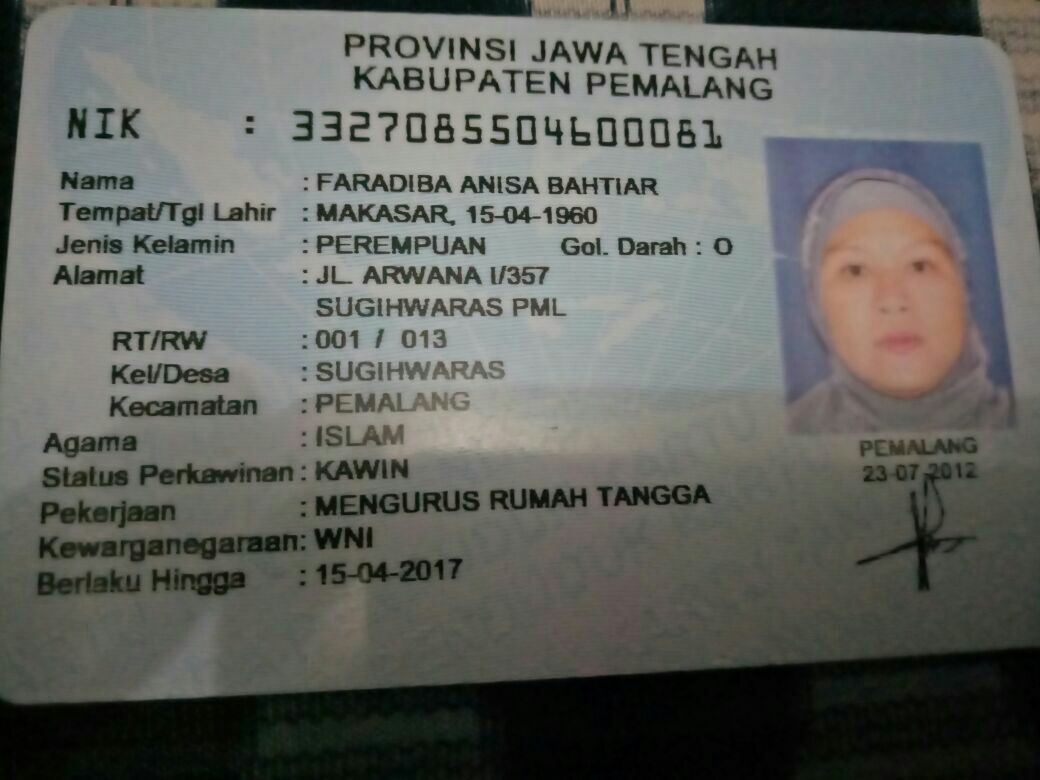 PROVINSI JAWA TENGAH
KABUPATEN PEMALANG
NIK : 3327085504600081
Nama : FARADIBA ANISA BAHTIAR
Tempat/Tgl Lahir : MAKASAR, 15-04-1960
Jenis Kelamin : PEREMPUAN Gol. Darah : O
Alamat : JL. ARWANA I/357
SUGIHWARAS PML
RT/RW : 001 / 013
Kel/Desa : SUGIHWARAS
Kecamatan : PEMALANG
Agama : ISLAM
Status Perkawinan : KAWIN
Pekerjaan : MENGURUS RUMAH TANGGA
Kewarganegaraan: WNI
Berlaku Hingga : 15-04-2017
PEMALANG
23-07-2012